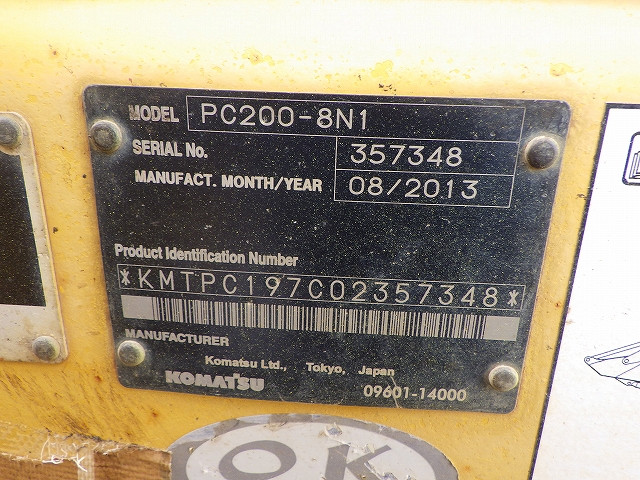 MODEL PC200-8N1
SERIAL No. 357348
MANUFACT. MONTH/YEAR 08/2013
Product Identification Number
*KMTPC197C02357348*
MANUFACTURER
Komatsu Ltd., Tokyo, Japan
KOMATSU 09601-14000
OK